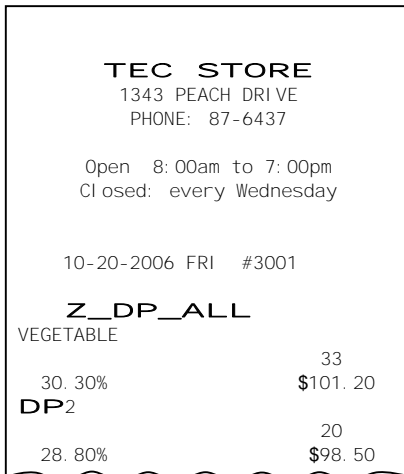 TEC STORE
1343 PEACH DRIVE
PHONE: 87-6437
Open 8:00am to 7:00pm
Closed: every Wednesday
10-20-2006 FRI #3001
Z_DP_ALL
VEGETABLE
33
30.30% $101.20
DP2
20
28.80% $98.50